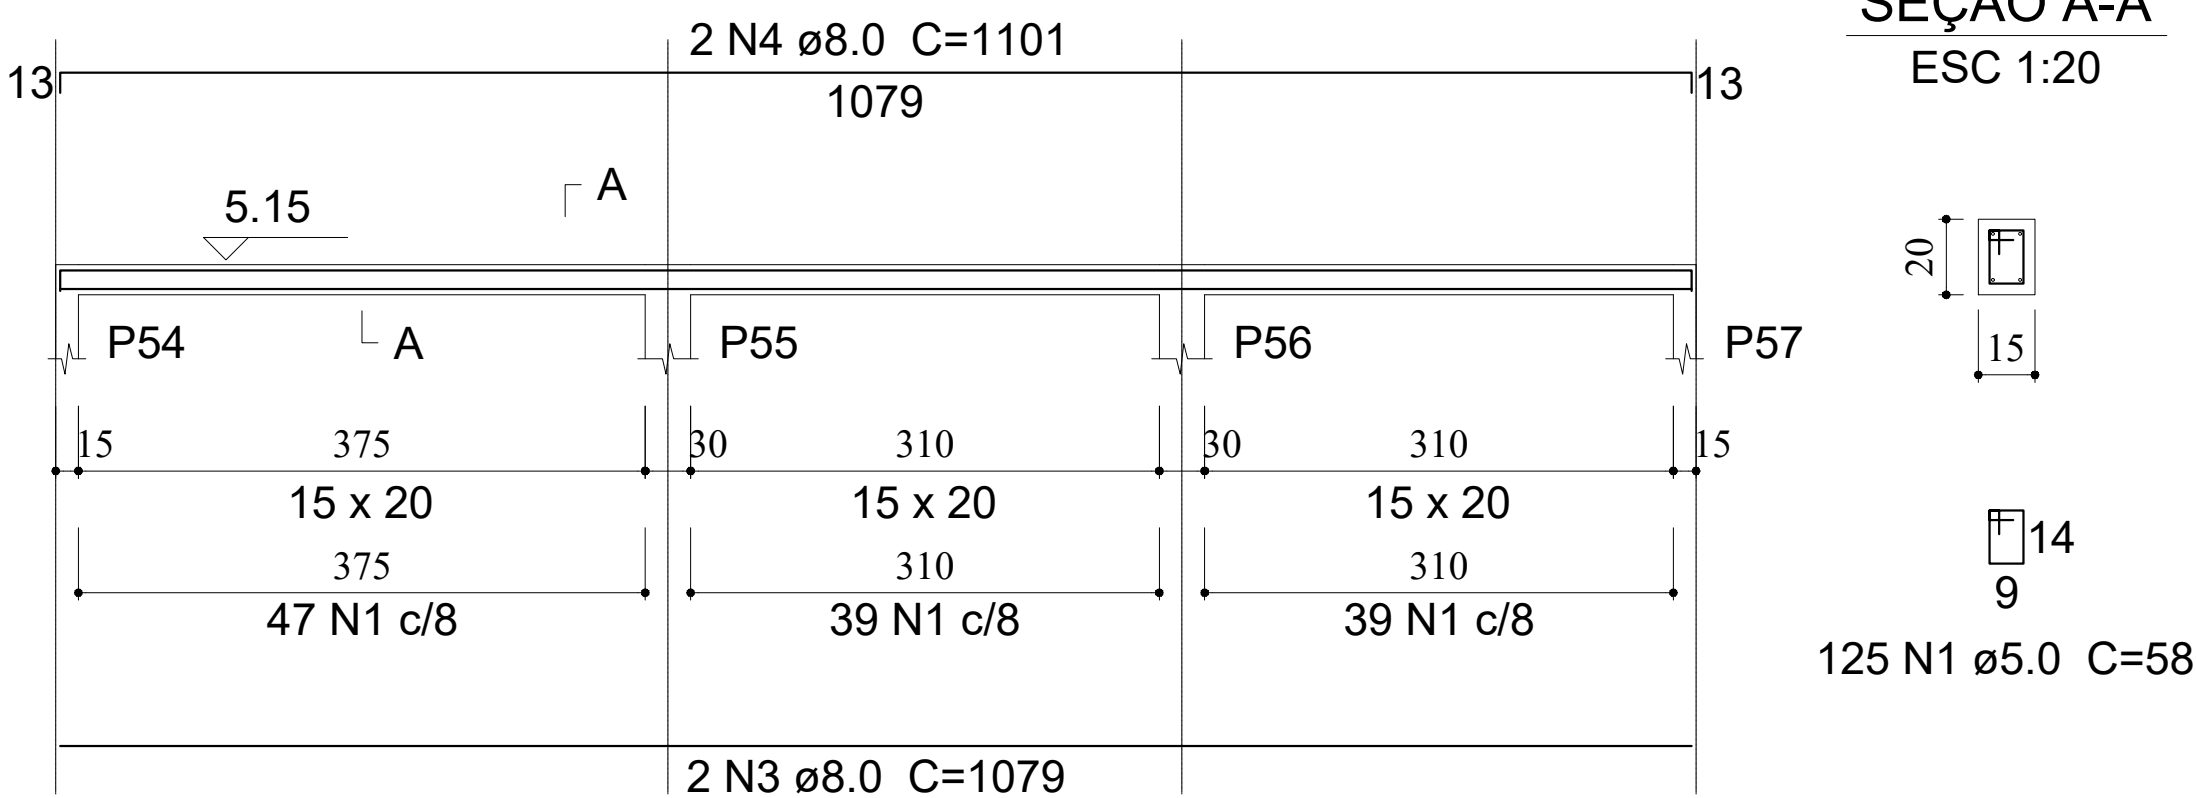 SEÇÃO A-A
ESC 1:20
2 N4 ø8.0 C=1101
13
1079
13
A
5.15
A
P54
P55
P56
P57
15
375
30
310
30
310
15
15 x 20
15 x 20
15 x 20
375
310
310
47 N1 c/8
39 N1 c/8
39 N1 c/8
2 N3 ø8.0 C=1079
20
15
14
9
125 N1 ø5.0 C=58